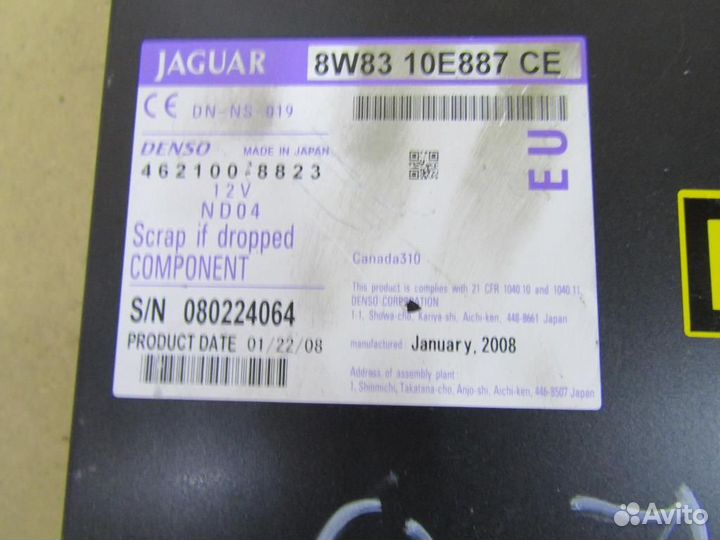 JAGUAR
8W83 10E887 CE
CE DN-NS-019
EU
DENSO MADE IN JAPAN
462100-8823
12V
ND04
Scrap if dropped
COMPONENT
Canada310
This product is complies with 21 CFR 1040.10 and 1040.11.
DENSO CORPORATION
1-1, Showa-cho, Kariya-shi, Aichi-ken, 448-8661 Japan
S/N 080224064
PRODUCT DATE 01/22/08
manufactured: January, 2008
Address of assembly plant:
1, Shinmichi, Takatana-cho, Anjo-shi, Aichi-ken, 446-8507 Japan
Avito